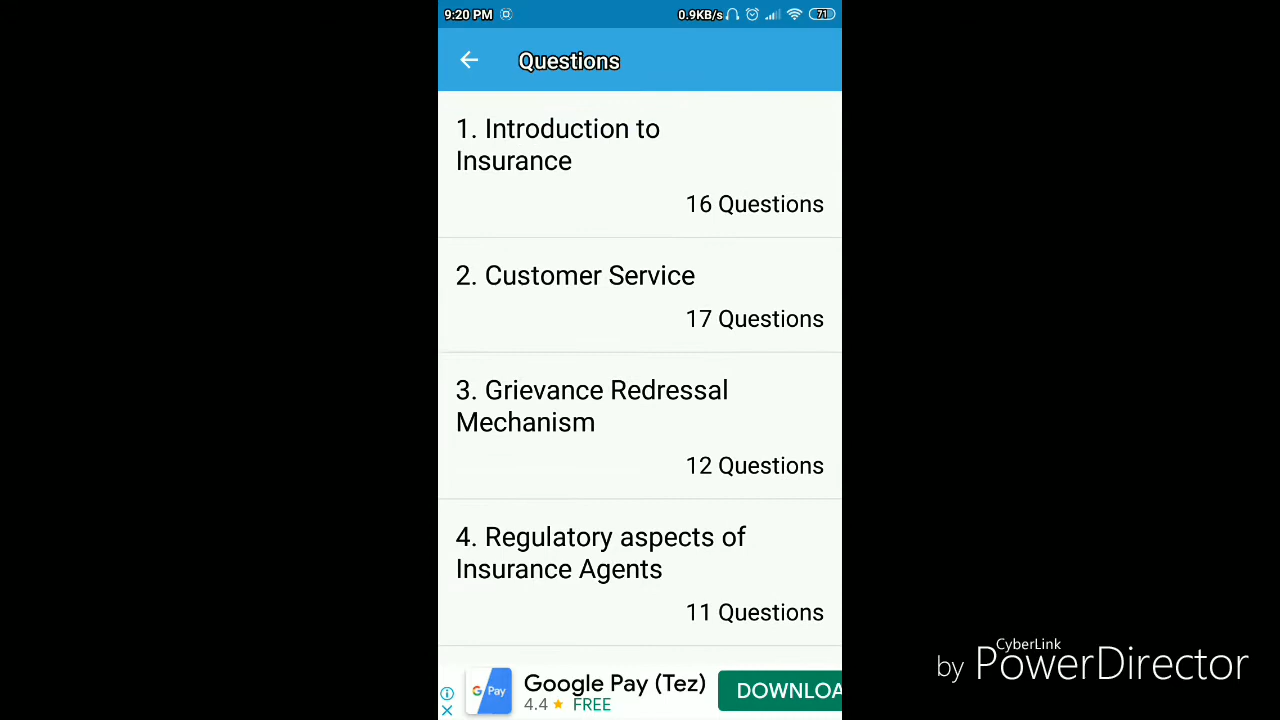 9:20 PM 0.9KB/s 71
Questions
1. Introduction to
Insurance
16 Questions
2. Customer Service
17 Questions
3. Grievance Redressal
Mechanism
12 Questions
4. Regulatory aspects of
Insurance Agents
11 Questions
G Pay
Google Pay (Tez)
4.4 ★ FREE
DOWNLOA
CyberLink
by PowerDirector